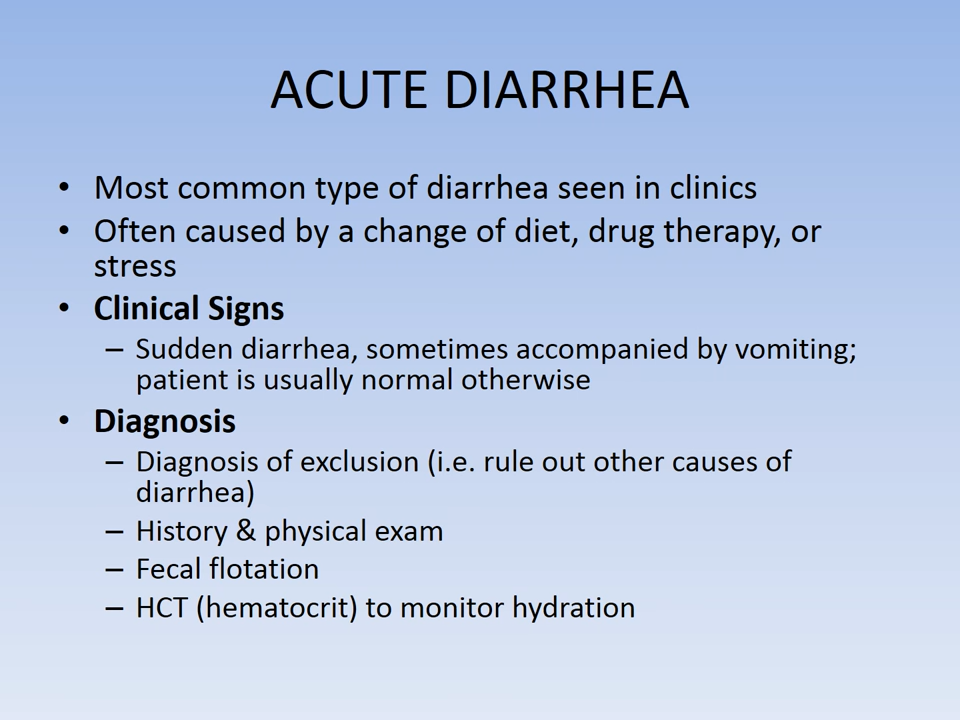 ACUTE DIARRHEA
• Most common type of diarrhea seen in clinics
• Often caused by a change of diet, drug therapy, or
stress
• Clinical Signs
– Sudden diarrhea, sometimes accompanied by vomiting;
patient is usually normal otherwise
• Diagnosis
– Diagnosis of exclusion (i.e. rule out other causes of
diarrhea)
– History & physical exam
– Fecal flotation
– HCT (hematocrit) to monitor hydration